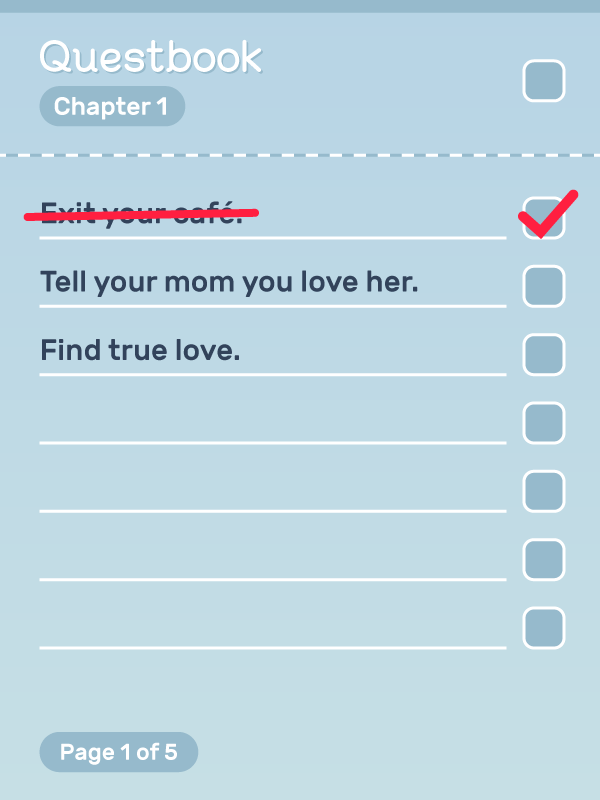 Questbook
Chapter 1
Exit your café.
Tell your mom you love her.
Find true love.
Page 1 of 5